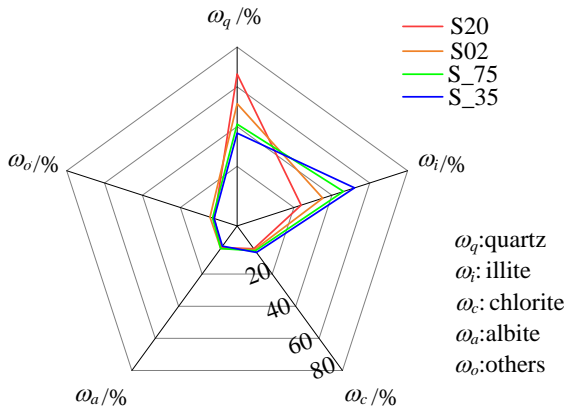 ω_q/%
S20
S02
S_75
S_35
ω_o/%
ω_i/%
20
40
60
80
ω_a/%
ω_c/%
ω_q:quartz
ω_i: illite
ω_c: chlorite
ω_a:albite
ω_o:others